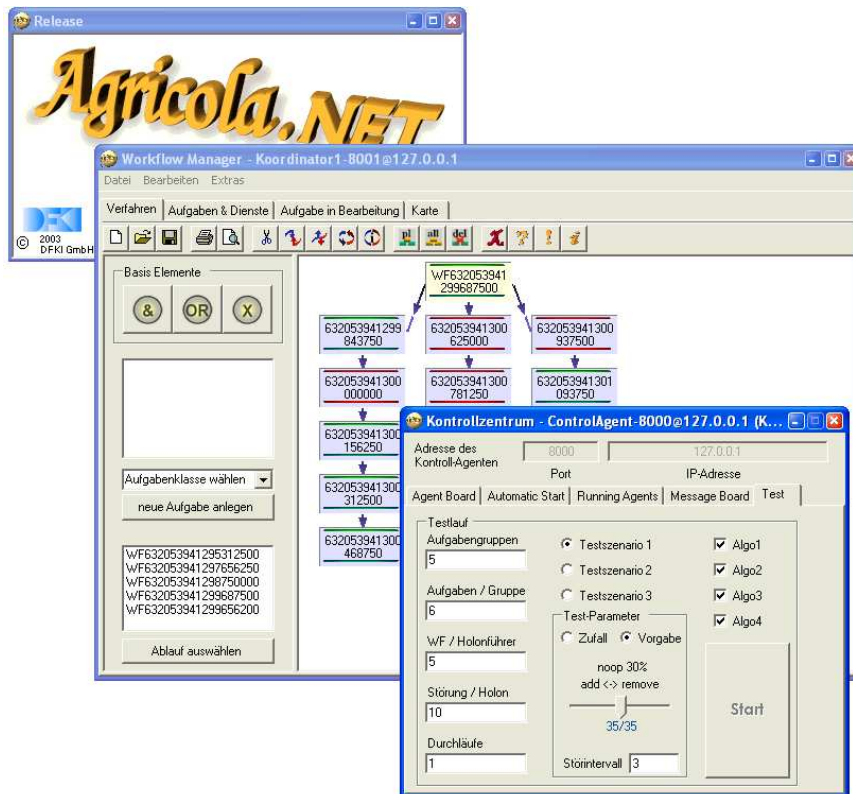 Release
Agricola.NET
DFKI
© 2003
DFKI GmbH
Workflow Manager - Koordinator1-8001@127.0.0.1
Datei Bearbeiten Extras
Verfahren Aufgaben & Dienste Aufgabe in Bearbeitung Karte
pl all del
Basis Elemente
& OR X
Aufgabenklasse wählen
neue Aufgabe anlegen
WF632053941295312500
WF632053941297656250
WF632053941298750000
WF632053941299687500
WF632053941299656200
Ablauf auswählen
WF632053941
299687500
632053941299
843750
632053941300
625000
632053941300
937500
632053941300
000000
632053941300
781250
632053941301
093750
632053941300
156250
632053941300
312500
632053941300
468750
Kontrollzentrum - ControlAgent-8000@127.0.0.1 (K...
Adresse des
Kontroll-Agenten
8000 127.0.0.1
Port IP-Adresse
Agent Board Automatic Start Running Agents Message Board Test
Testlauf
Aufgabengruppen
5
Aufgaben / Gruppe
6
WF / Holonführer
5
Störung / Holon
10
Durchläufe
1
Testszenario 1
Testszenario 2
Testszenario 3
Test-Parameter
Zufall Vorgabe
noop 30%
add <-> remove
35/35
Störintervall 3
Algo1
Algo2
Algo3
Algo4
Start